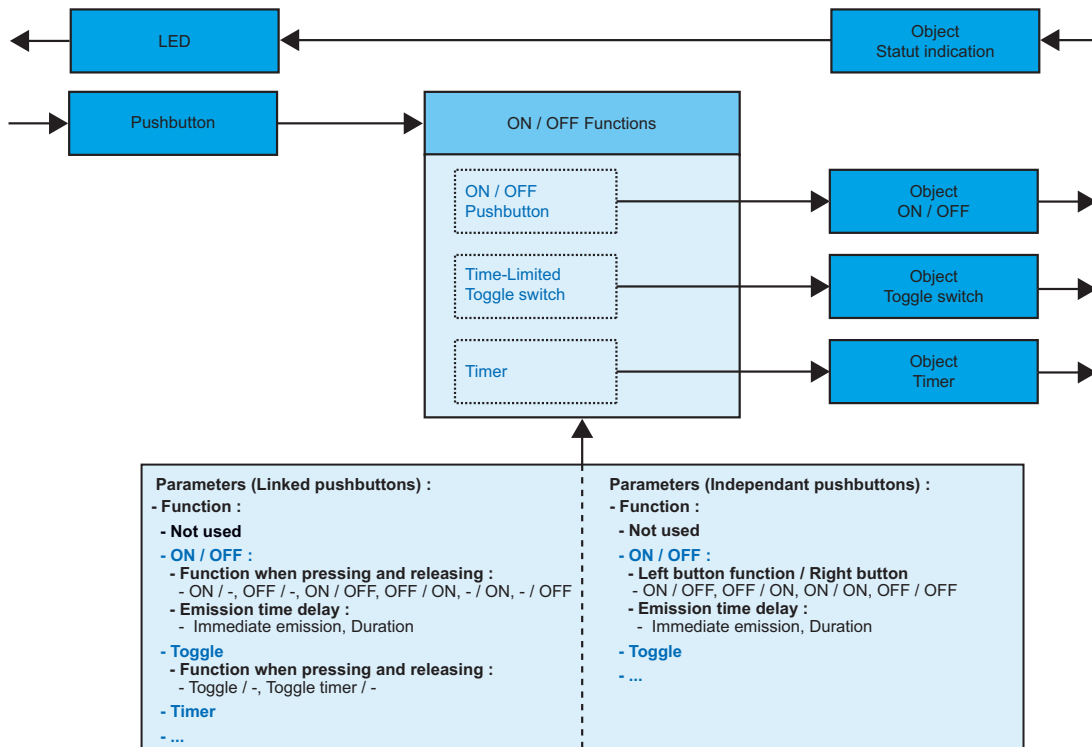 LED
Object
Statut indication
Pushbutton
ON / OFF Functions
ON / OFF
Pushbutton
Object
ON / OFF
Time-Limited
Toggle switch
Object
Toggle switch
Timer
Object
Timer
Parameters (Linked pushbuttons) :
- Function :
- Not used
- ON / OFF :
- Function when pressing and releasing :
- ON / -, OFF / -, ON / OFF, OFF / ON, - / ON, - / OFF
- Emission time delay :
- Immediate emission, Duration
- Toggle
- Function when pressing and releasing :
- Toggle / -, Toggle timer / -
- Timer
- ...
Parameters (Independant pushbuttons) :
- Function :
- Not used
- ON / OFF :
- Left button function / Right button
- ON / OFF, OFF / ON, ON / ON, OFF / OFF
- Emission time delay :
- Immediate emission, Duration
- Toggle
- ...